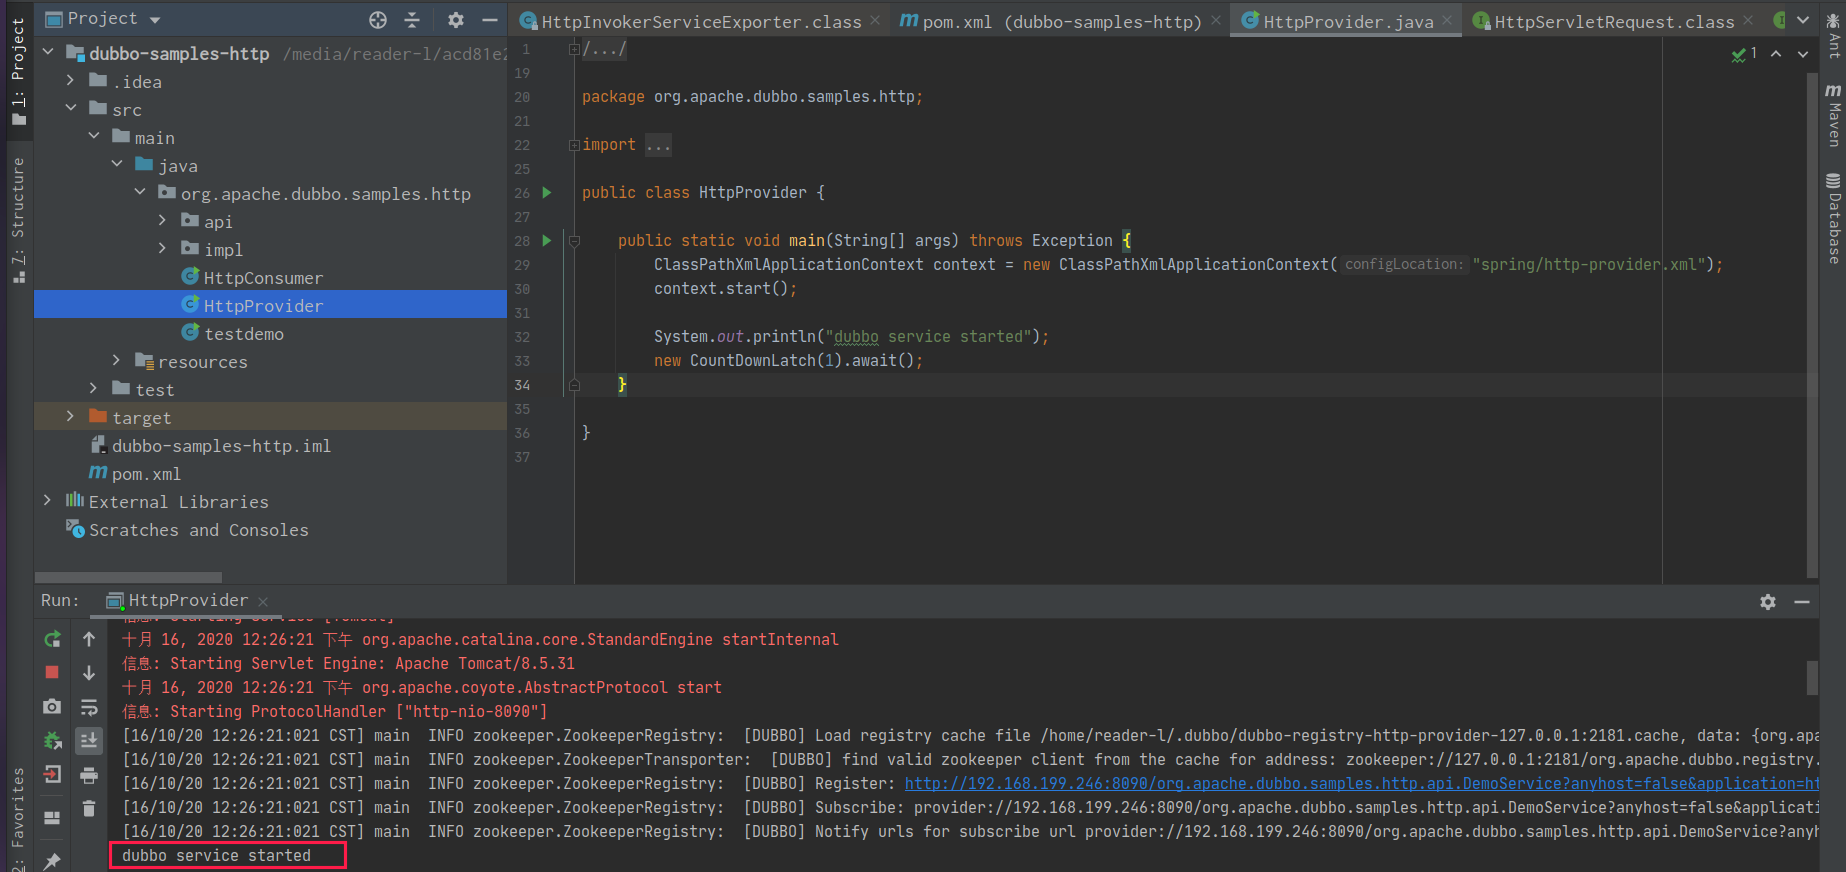 Project
HttpInvokerServiceExporter.class
pom.xml (dubbo-samples-http)
HttpProvider.java
HttpServletRequest.class
1: Project
7: Structure
2: Favorites
Ant
Maven
Database
dubbo-samples-http /media/reader-l/acd81e2
.idea
src
main
java
org.apache.dubbo.samples.http
api
impl
HttpConsumer
HttpProvider
testdemo
resources
test
target
dubbo-samples-http.iml
pom.xml
External Libraries
Scratches and Consoles
1
1 /.../
19
20 package org.apache.dubbo.samples.http;
21
22 import ...
25
26 public class HttpProvider {
27
28 public static void main(String[] args) throws Exception {
29 ClassPathXmlApplicationContext context = new ClassPathXmlApplicationContext( configLocation: "spring/http-provider.xml");
30 context.start();
31
32 System.out.println("dubbo service started");
33 new CountDownLatch(1).await();
34 }
35
36 }
37
Run: HttpProvider
信息: Starting service [Tomcat]
十月 16, 2020 12:26:21 下午 org.apache.catalina.core.StandardEngine startInternal
信息: Starting Servlet Engine: Apache Tomcat/8.5.31
十月 16, 2020 12:26:21 下午 org.apache.coyote.AbstractProtocol start
信息: Starting ProtocolHandler ["http-nio-8090"]
[16/10/20 12:26:21:021 CST] main INFO zookeeper.ZookeeperRegistry: [DUBBO] Load registry cache file /home/reader-l/.dubbo/dubbo-registry-http-provider-127.0.0.1:2181.cache, data: {org.apa
[16/10/20 12:26:21:021 CST] main INFO zookeeper.ZookeeperTransporter: [DUBBO] find valid zookeeper client from the cache for address: zookeeper://127.0.0.1:2181/org.apache.dubbo.registry.
[16/10/20 12:26:21:021 CST] main INFO zookeeper.ZookeeperRegistry: [DUBBO] Register: http://192.168.199.246:8090/org.apache.dubbo.samples.http.api.DemoService?anyhost=false&application=ht
[16/10/20 12:26:21:021 CST] main INFO zookeeper.ZookeeperRegistry: [DUBBO] Subscribe: provider://192.168.199.246:8090/org.apache.dubbo.samples.http.api.DemoService?anyhost=false&applicati
[16/10/20 12:26:21:021 CST] main INFO zookeeper.ZookeeperRegistry: [DUBBO] Notify urls for subscribe url provider://192.168.199.246:8090/org.apache.dubbo.samples.http.api.DemoService?anyh
dubbo service started